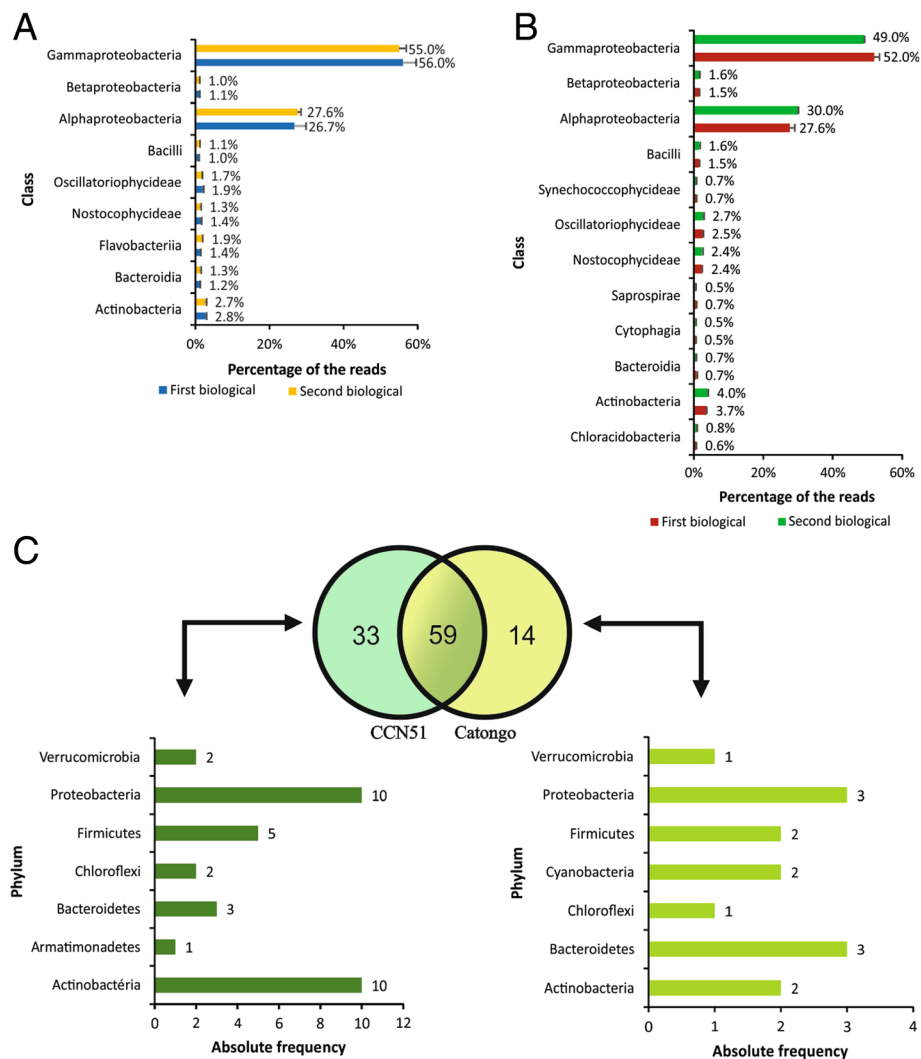 A
Class
Gammaproteobacteria
55.0%
56.0%
Betaproteobacteria
1.0%
1.1%
Alphaproteobacteria
27.6%
26.7%
Bacilli
1.1%
1.0%
Oscillatoriophycideae
1.7%
1.9%
Nostocophycideae
1.3%
1.4%
Flavobacteriia
1.9%
1.4%
Bacteroidia
1.3%
1.2%
Actinobacteria
2.7%
2.8%
0% 20% 40% 60%
Percentage of the reads
First biological Second biological
B
Class
Gammaproteobacteria
49.0%
52.0%
Betaproteobacteria
1.6%
1.5%
Alphaproteobacteria
30.0%
27.6%
Bacilli
1.6%
1.5%
Synechococcophycideae
0.7%
0.7%
Oscillatoriophycideae
2.7%
2.5%
Nostocophycideae
2.4%
2.4%
Saprospirae
0.5%
0.7%
Cytophagia
0.5%
0.5%
Bacteroidia
0.7%
0.7%
Actinobacteria
4.0%
3.7%
Chloracidobacteria
0.8%
0.6%
0% 20% 40% 60%
Percentage of the reads
First biological Second biological
C
33 59 14
CCN51 Catongo
Phylum
Verrucomicrobia 2
Proteobacteria 10
Firmicutes 5
Chloroflexi 2
Bacteroidetes 3
Armatimonadetes 1
Actinobactéria 10
0 2 4 6 8 10 12
Absolute frequency
Phylum
Verrucomicrobia 1
Proteobacteria 3
Firmicutes 2
Cyanobacteria 2
Chloroflexi 1
Bacteroidetes 3
Actinobacteria 2
0 1 2 3 4
Absolute frequency